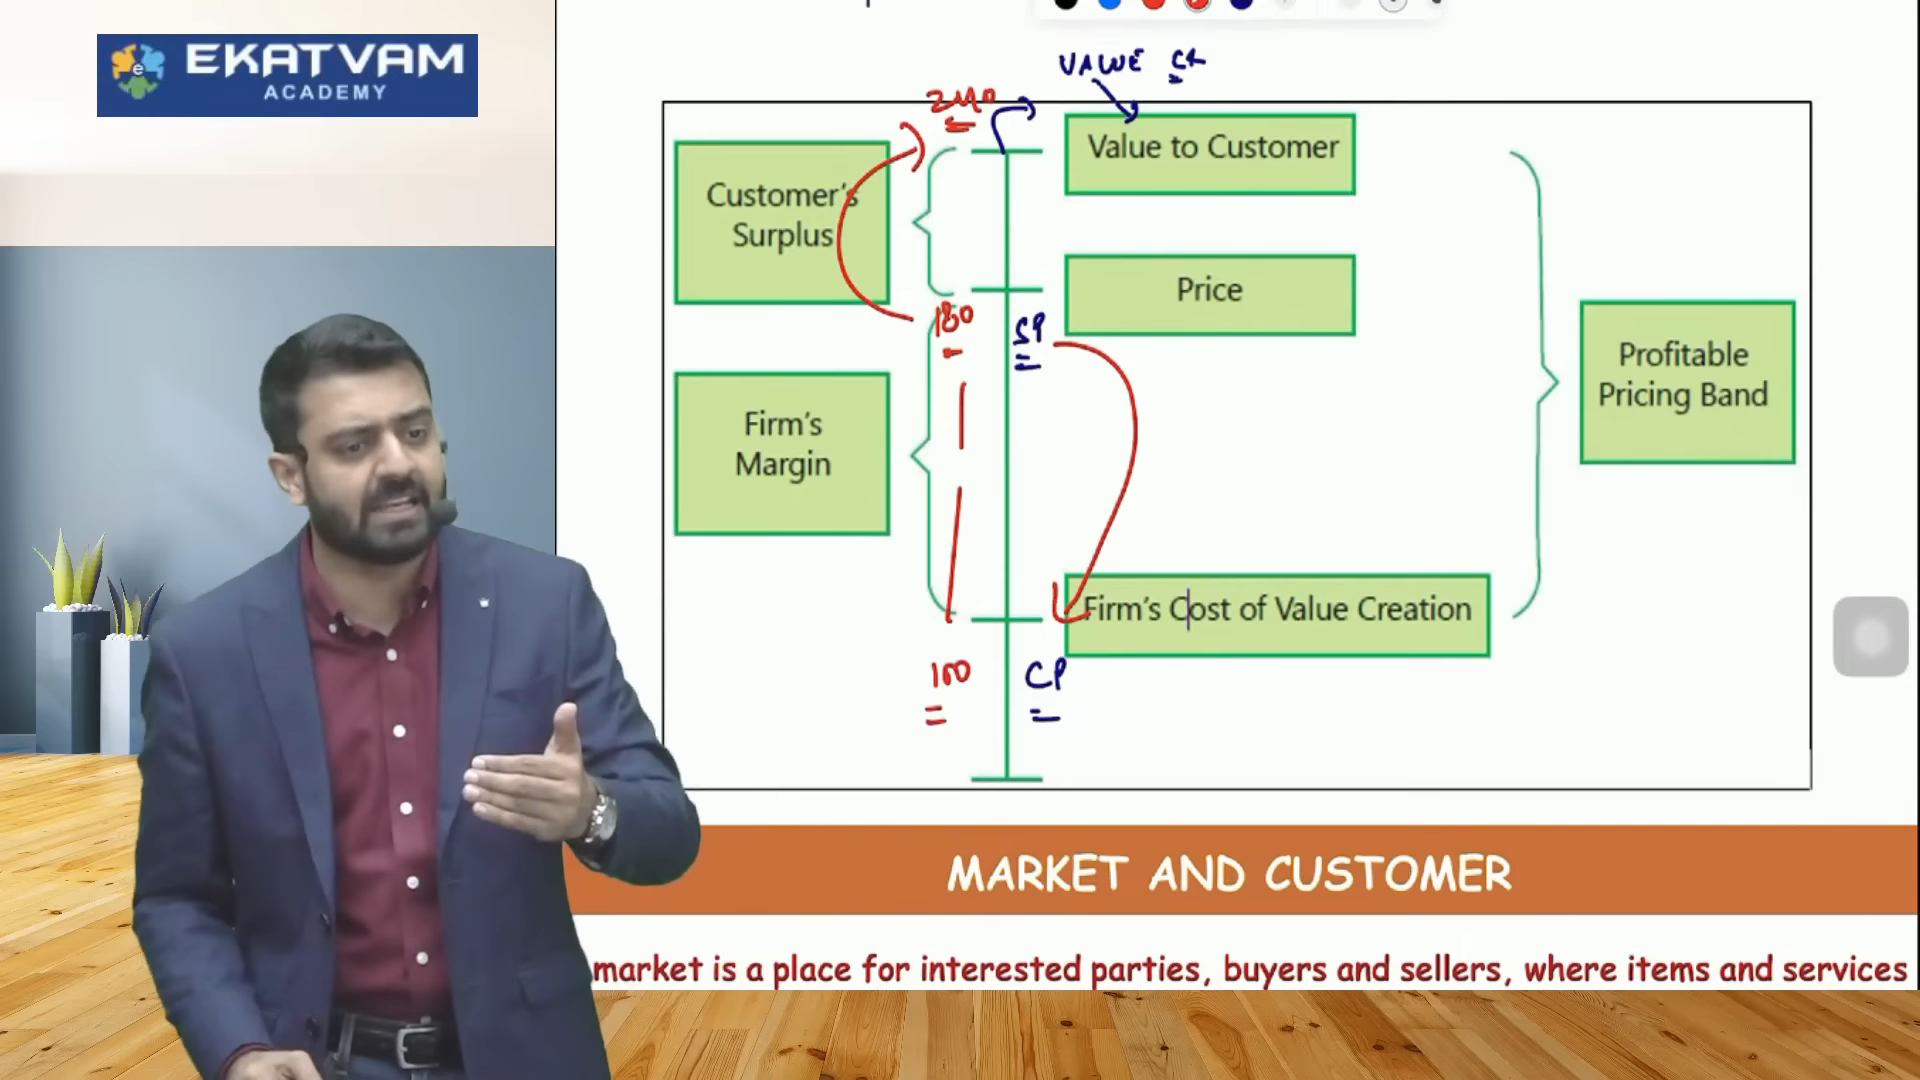 EKATVAM
ACADEMY
VALUE CR
240
Value to Customer
Customer's
Surplus
Price
180
SP
Profitable
Pricing Band
Firm's
Margin
Firm's Cost of Value Creation
100
CP
MARKET AND CUSTOMER
market is a place for interested parties, buyers and sellers, where items and services